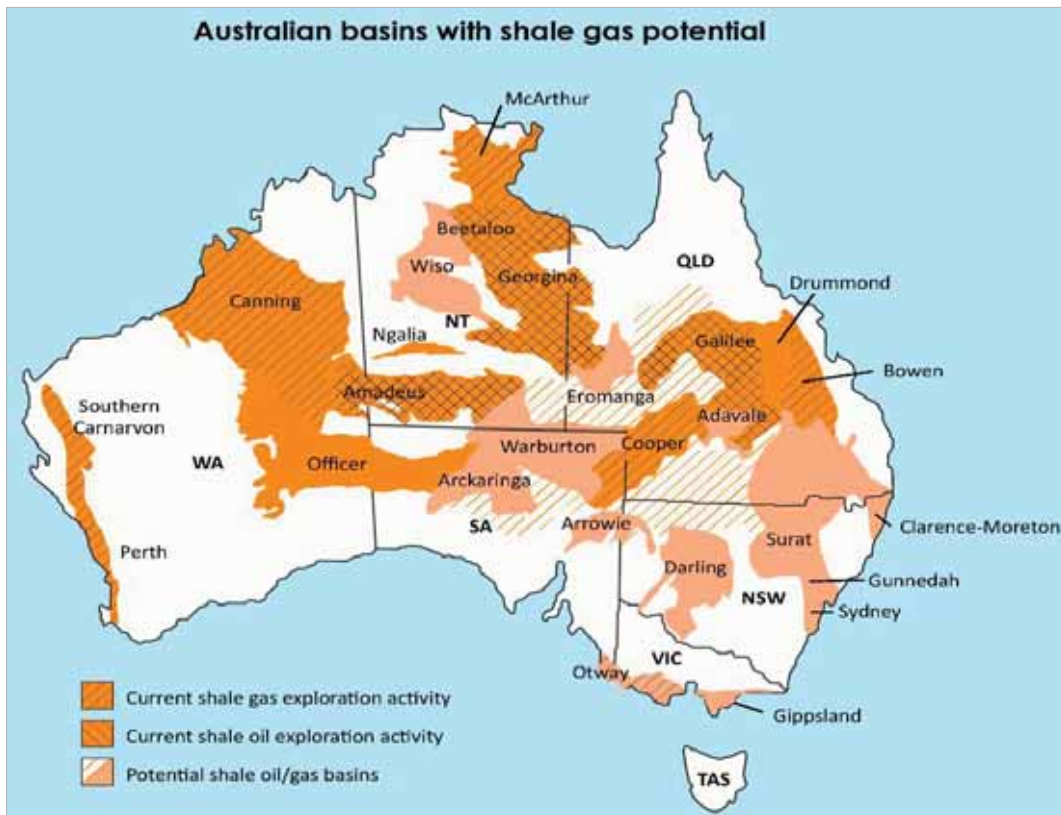 Australian basins with shale gas potential
McArthur
Beetaloo
Wiso
Georgina
QLD
Drummond
Canning
Ngalia
NT
Galilee
Bowen
Amadeus
Eromanga
Adavale
Southern
Carnarvon
WA
Officer
Warburton
Cooper
Arckaringa
SA
Arrowie
Clarence-Moreton
Perth
Surat
Darling
Gunnedah
NSW
Sydney
VIC
Otway
Gippsland
Current shale gas exploration activity
Current shale oil exploration activity
Potential shale oil/gas basins
TAS